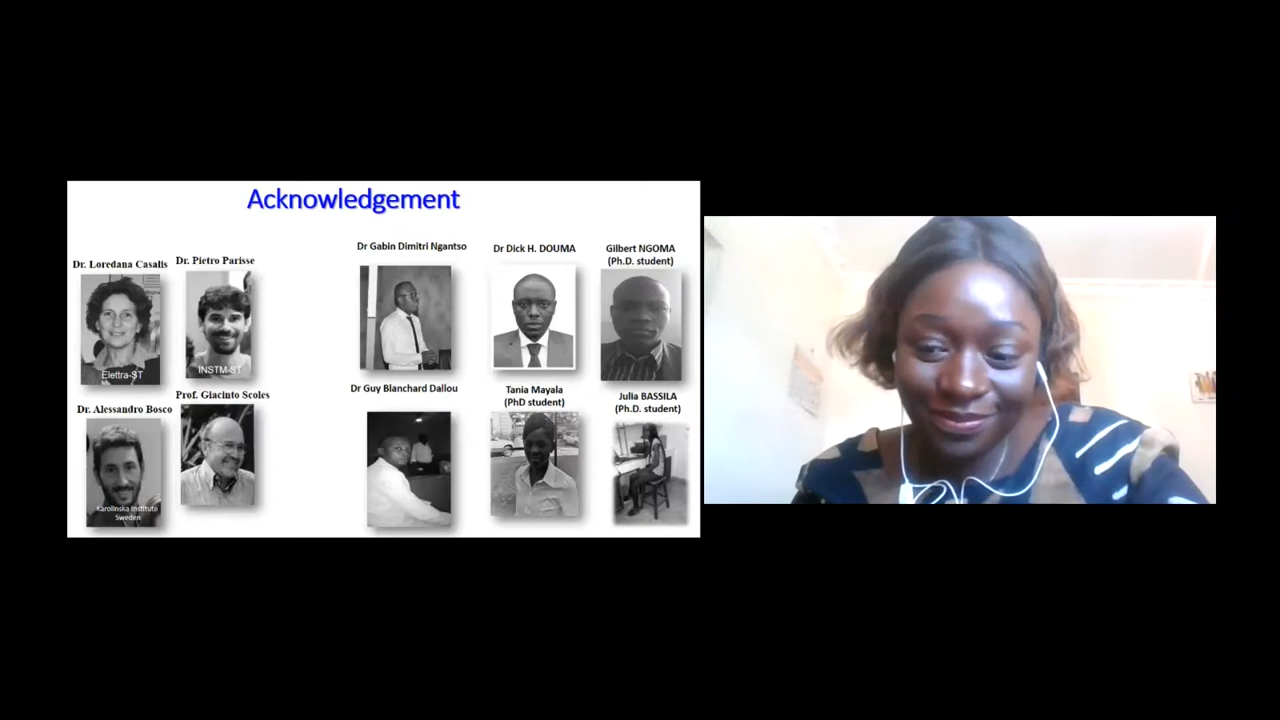 Acknowledgement
Dr. Loredana Casalis
Dr. Pietro Parisse
Elettra-ST
INSTM-ST
Dr. Alessandro Bosco
Prof. Giacinto Scoles
Karolinska Institute
Sweden
Dr Gabin Dimitri Ngantso
Dr Dick H. DOUMA
Gilbert NGOMA
(Ph.D. student)
Dr Guy Blanchard Dallou
Tania Mayala
(PhD student)
Julia BASSILA
(Ph.D. student)